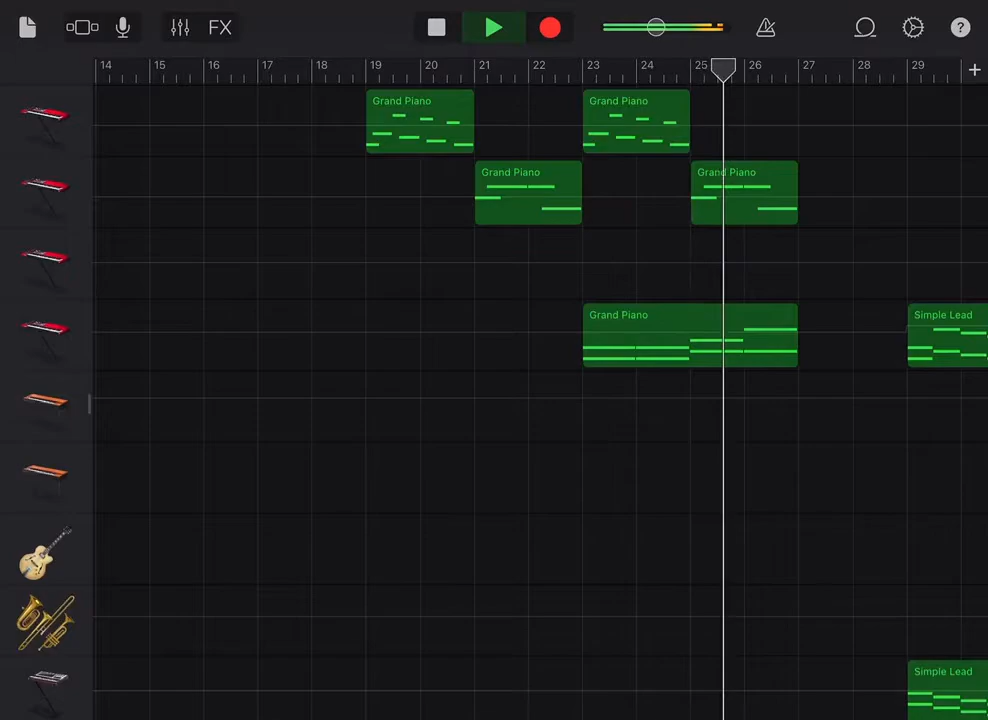 FX
?
14 15 16 17 18 19 20 21 22 23 24 25 26 27 28 29 +
Grand Piano Grand Piano
Grand Piano Grand Piano
Grand Piano Simple Lead
Simple Lead